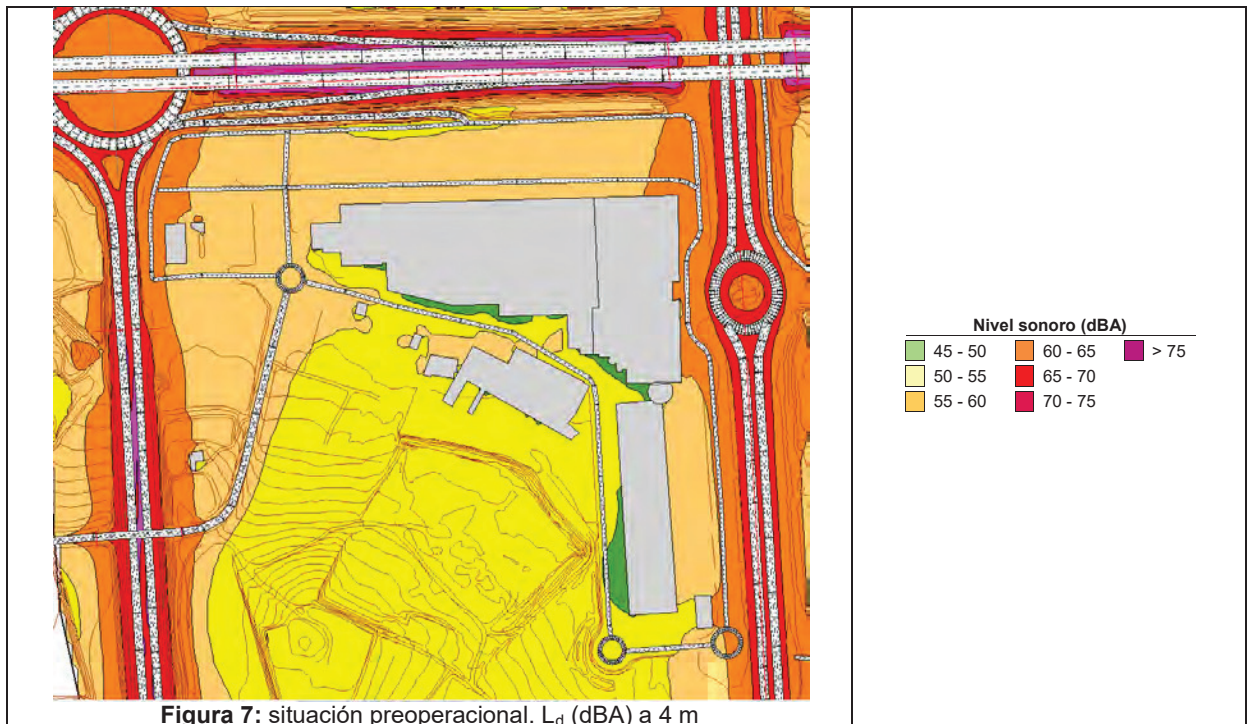 Nivel sonoro (dBA)
45 - 50 60 - 65 > 75
50 - 55 65 - 70
55 - 60 70 - 75
Figura 7: situación preoperacional. Ld (dBA) a 4 m